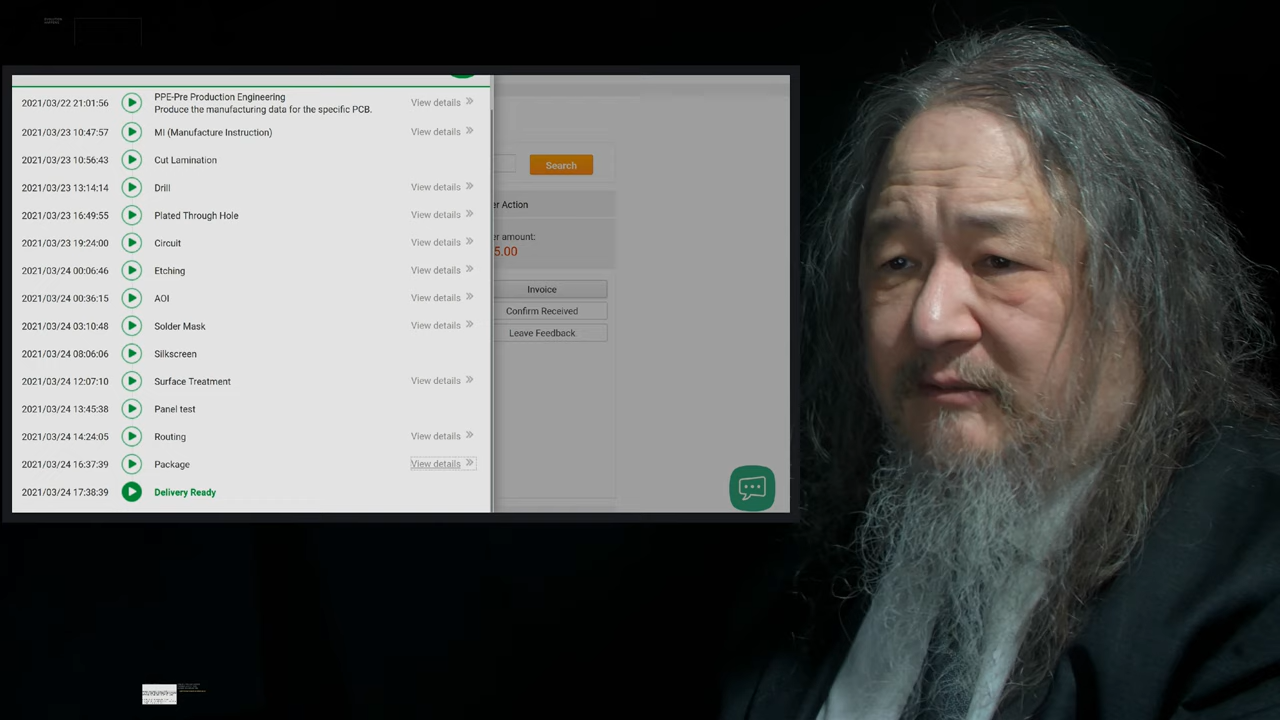 2021/03/22 21:01:56 PPE-Pre Production Engineering View details
Produce the manufacturing data for the specific PCB.
2021/03/23 10:47:57 MI (Manufacture Instruction) View details
2021/03/23 10:56:43 Cut Lamination
2021/03/23 13:14:14 Drill View details
2021/03/23 16:49:55 Plated Through Hole View details
2021/03/23 19:24:00 Circuit View details
2021/03/24 00:06:46 Etching View details
2021/03/24 00:36:15 AOI View details
2021/03/24 03:10:48 Solder Mask View details
2021/03/24 08:06:06 Silkscreen
2021/03/24 12:07:10 Surface Treatment View details
2021/03/24 13:45:38 Panel test
2021/03/24 14:24:05 Routing View details
2021/03/24 16:37:39 Package View details
2021/03/24 17:38:39 Delivery Ready
Search
er Action
er amount:
5.00
Invoice
Confirm Received
Leave Feedback